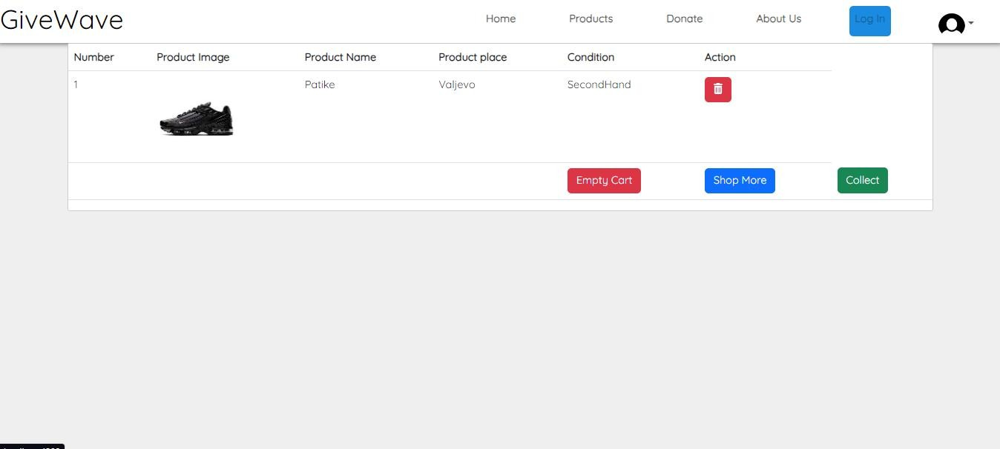 GiveWave
Home Products Donate About Us Log In
Number Product Image Product Name Product place Condition Action
1 Patike Valjevo SecondHand
Empty Cart Shop More Collect